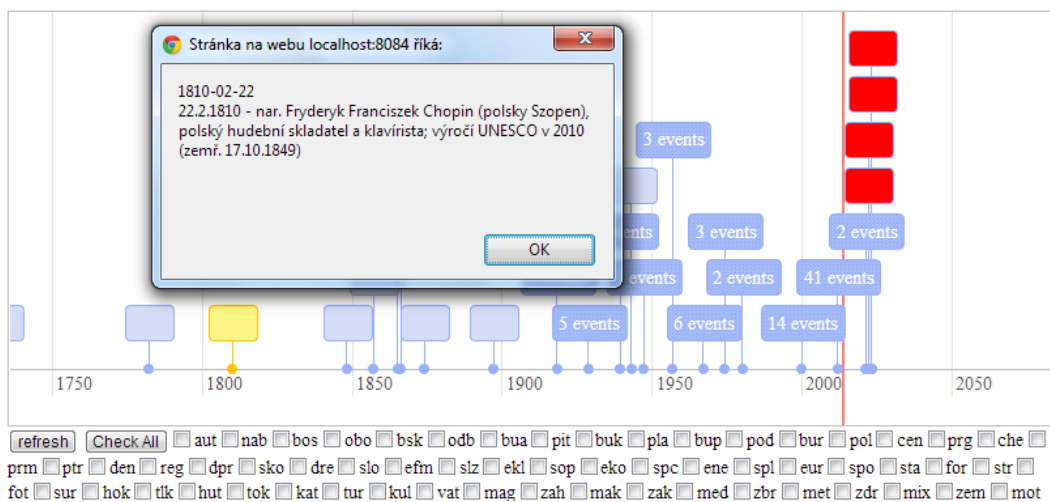 Stránka na webu localhost:8084 říká:
1810-02-22
22.2.1810 - nar. Fryderyk Franciszek Chopin (polsky Szopen),
polský hudební skladatel a klavírista; výročí UNESCO v 2010
(zemř. 17.10.1849)
OK
3 events
ents 3 events 2 events
events 2 events 41 events
5 events 6 events 14 events
1750 1800 1850 1900 1950 2000 2050
refresh Check All aut nab bos obo bsk odb bua pit buk pla bup pod bur pol cen prg che
prm ptr den reg dpr sko dre slo efm slz ekl sop eko spc ene spl eur spo sta for str
fot sur hok tlk hut tok kat tur kul vat mag zah mak zak med zbr met zdr mix zem mot